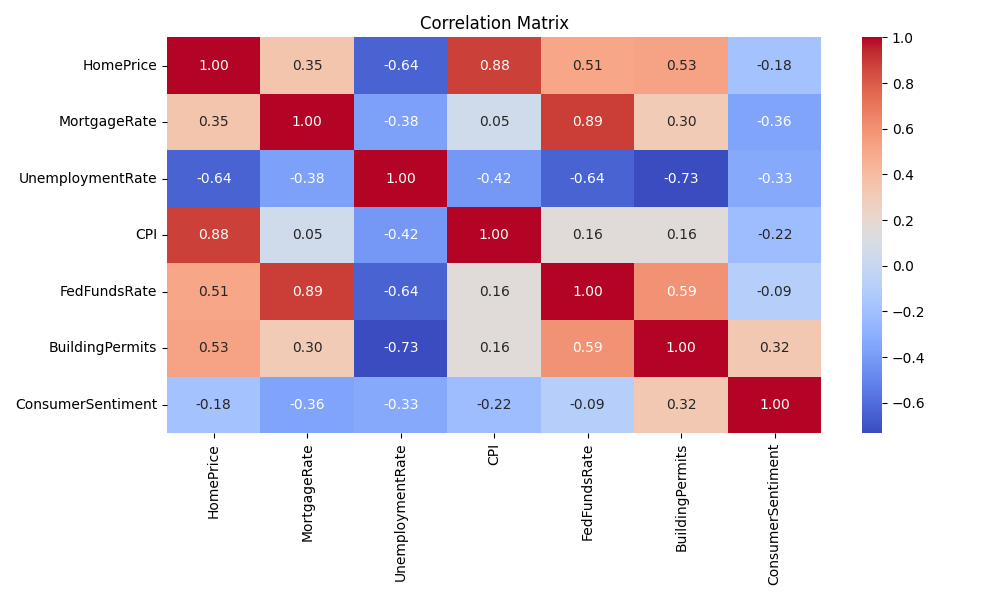 Correlation Matrix
HomePrice 1.00 0.35 -0.64 0.88 0.51 0.53 -0.18
MortgageRate 0.35 1.00 -0.38 0.05 0.89 0.30 -0.36
UnemploymentRate -0.64 -0.38 1.00 -0.42 -0.64 -0.73 -0.33
CPI 0.88 0.05 -0.42 1.00 0.16 0.16 -0.22
FedFundsRate 0.51 0.89 -0.64 0.16 1.00 0.59 -0.09
BuildingPermits 0.53 0.30 -0.73 0.16 0.59 1.00 0.32
ConsumerSentiment -0.18 -0.36 -0.33 -0.22 -0.09 0.32 1.00
HomePrice
MortgageRate
UnemploymentRate
CPI
FedFundsRate
BuildingPermits
ConsumerSentiment
1.0
0.8
0.6
0.4
0.2
0.0
−0.2
−0.4
−0.6